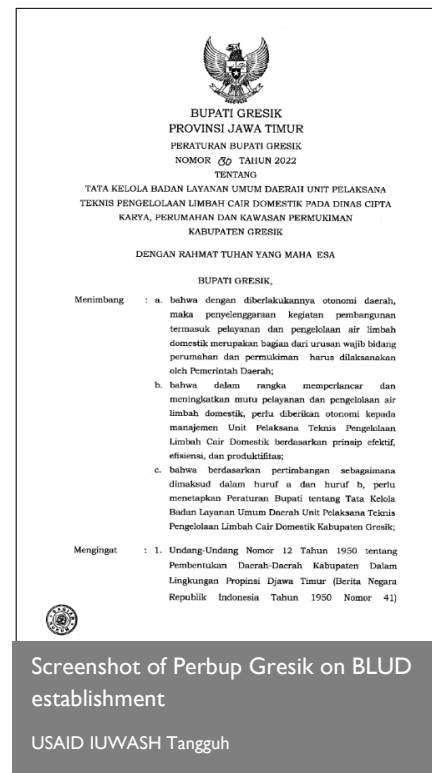 BUPATI GRESIK
PROVINSI JAWA TIMUR
PERATURAN BUPATI GRESIK
NOMOR 30 TAHUN 2022
TENTANG
TATA KELOLA BADAN LAYANAN UMUM DAERAH UNIT PELAKSANA
TEKNIS PENGELOLAAN LIMBAH CAIR DOMESTIK PADA DINAS CIPTA
KARYA, PERUMAHAN DAN KAWASAN PERMUKIMAN
KABUPATEN GRESIK
DENGAN RAHMAT TUHAN YANG MAHA ESA
BUPATI GRESIK,
Menimbang : a. bahwa dengan diberlakukannya otonomi daerah,
maka penyelenggaraan kegiatan pembangunan
termasuk pelayanan dan pengelolaan air limbah
domestik merupakan bagian dari urusan wajib bidang
perumahan dan permukiman harus dilaksanakan
oleh Pemerintah Daerah;
b. bahwa dalam rangka memperlancar dan
meningkatkan mutu pelayanan dan pengelolaan air
limbah domestik, perlu diberikan otonomi kepada
manajemen Unit Pelaksana Teknis Pengelolaan
Limbah Cair Domestik berdasarkan prinsip efektif,
efisiensi, dan produktifitas;
c. bahwa berdasarkan pertimbangan sebagaimana
dimaksud dalam huruf a dan huruf b, perlu
menetapkan Peraturan Bupati tentang Tata Kelola
Badan Layanan Umum Daerah Unit Pelaksana Teknis
Pengelolaan Limbah Cair Domestik Kabupaten Gresik;
Mengingat : 1. Undang-Undang Nomor 12 Tahun 1950 tentang
Pembentukan Daerah-Daerah Kabupaten Dalam
Lingkungan Propinsi Djawa Timur (Berita Negara
Republik Indonesia Tahun 1950 Nomor 41)
Screenshot of Perbup Gresik on BLUD
establishment
USAID IUWASH Tangguh